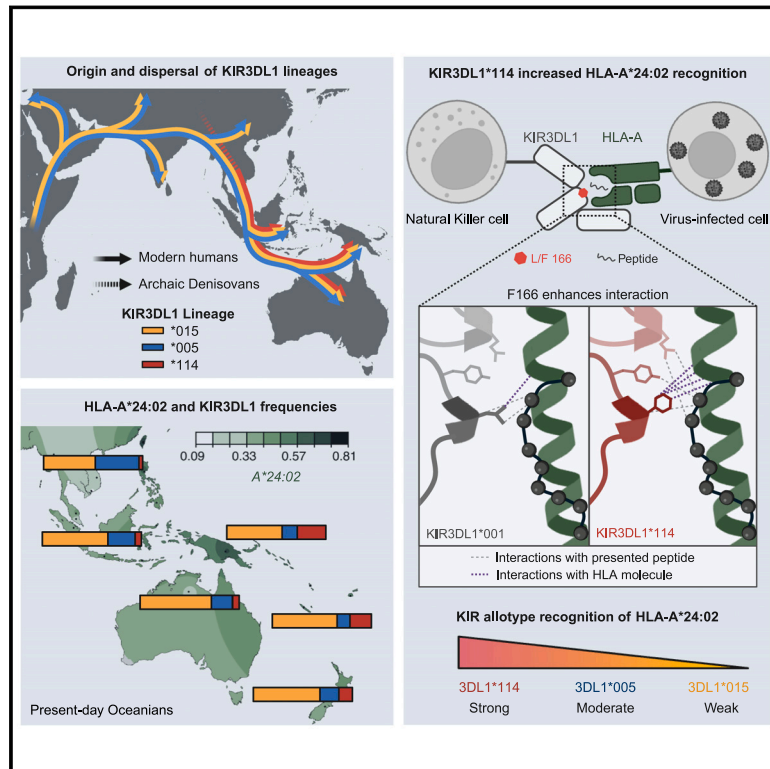 Origin and dispersal of KIR3DL1 lineages
Modern humans
Archaic Denisovans
KIR3DL1 Lineage
*015
*005
*114
HLA-A*24:02 and KIR3DL1 frequencies
0.09 0.33 0.57 0.81
A*24:02
Present-day Oceanians
KIR3DL1*114 increased HLA-A*24:02 recognition
KIR3DL1 HLA-A
Natural Killer cell
Virus-infected cell
L/F 166
Peptide
F166 enhances interaction
KIR3DL1*001
KIR3DL1*114
Interactions with presented peptide
Interactions with HLA molecule
KIR allotype recognition of HLA-A*24:02
3DL1*114 3DL1*005 3DL1*015
Strong Moderate Weak